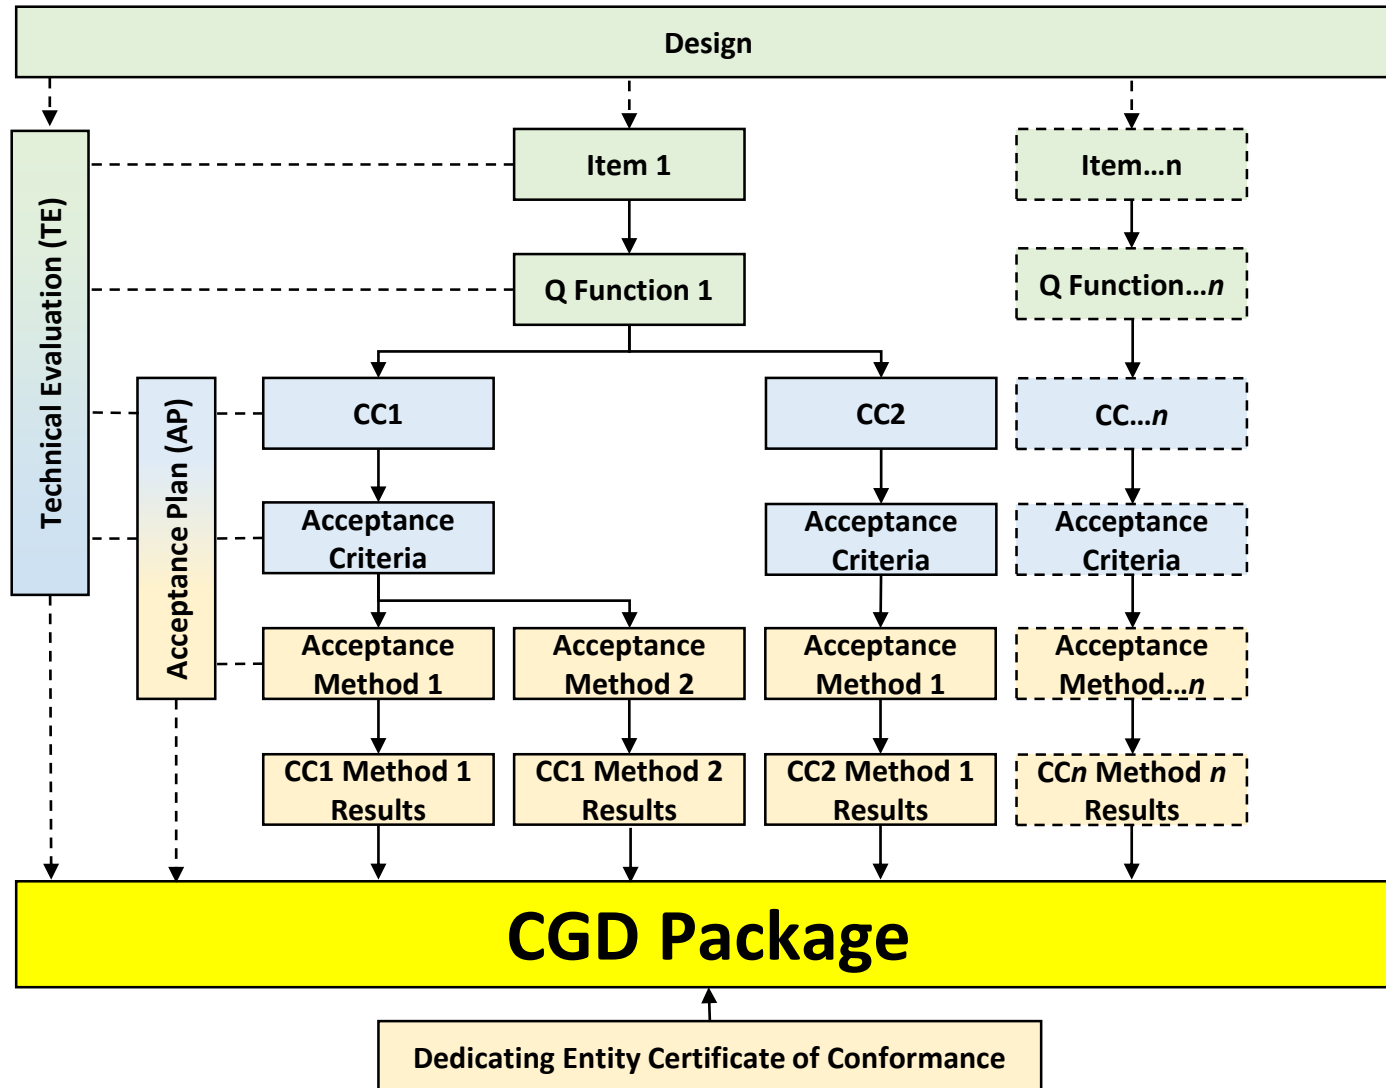 Design
Technical Evaluation (TE)
Item 1
Item...n
Q Function 1
Q Function...n
Acceptance Plan (AP)
CC1
CC2
CC...n
Acceptance
Criteria
Acceptance
Criteria
Acceptance
Criteria
Acceptance
Method 1
Acceptance
Method 2
Acceptance
Method 1
Acceptance
Method...n
CC1 Method 1
Results
CC1 Method 2
Results
CC2 Method 1
Results
CCn Method n
Results
CGD Package
Dedicating Entity Certificate of Conformance